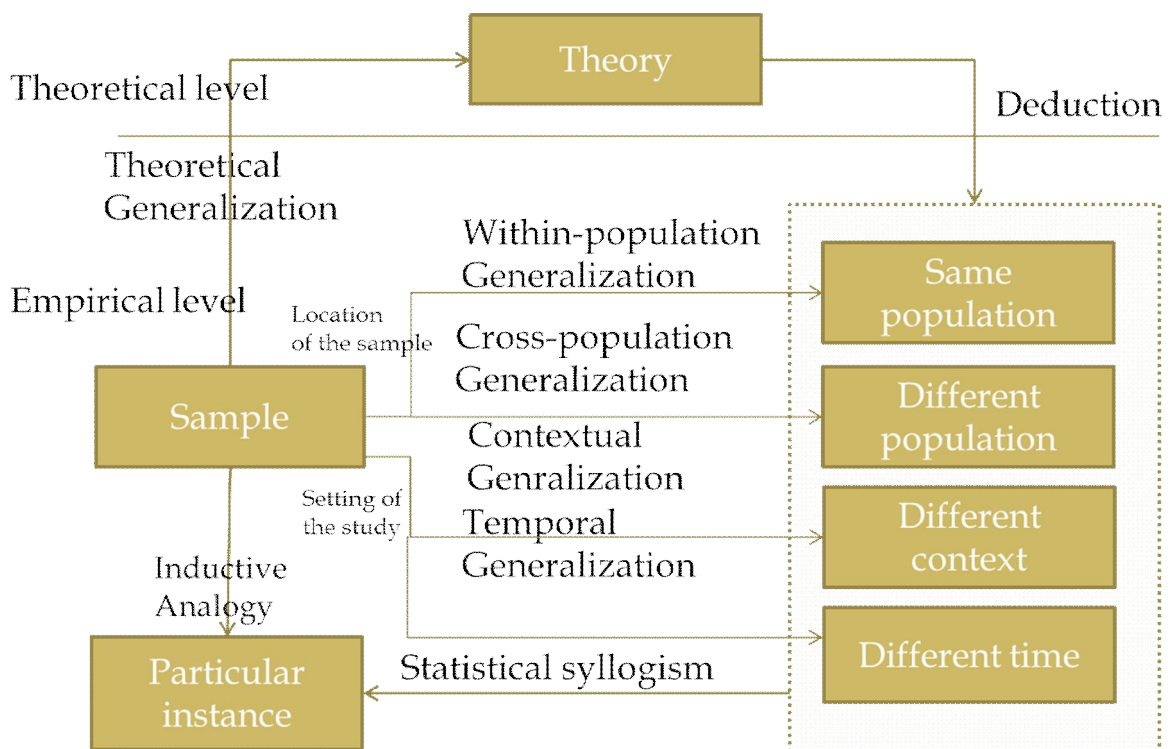 Theory
Theoretical level
Deduction
Theoretical
Generalization
Within-population
Generalization
Same
population
Empirical level
Location
of the sample
Cross-population
Generalization
Sample
Different
population
Contextual
Genralization
Setting of
the study
Temporal
Generalization
Different
context
Inductive
Analogy
Different time
Statistical syllogism
Particular
instance